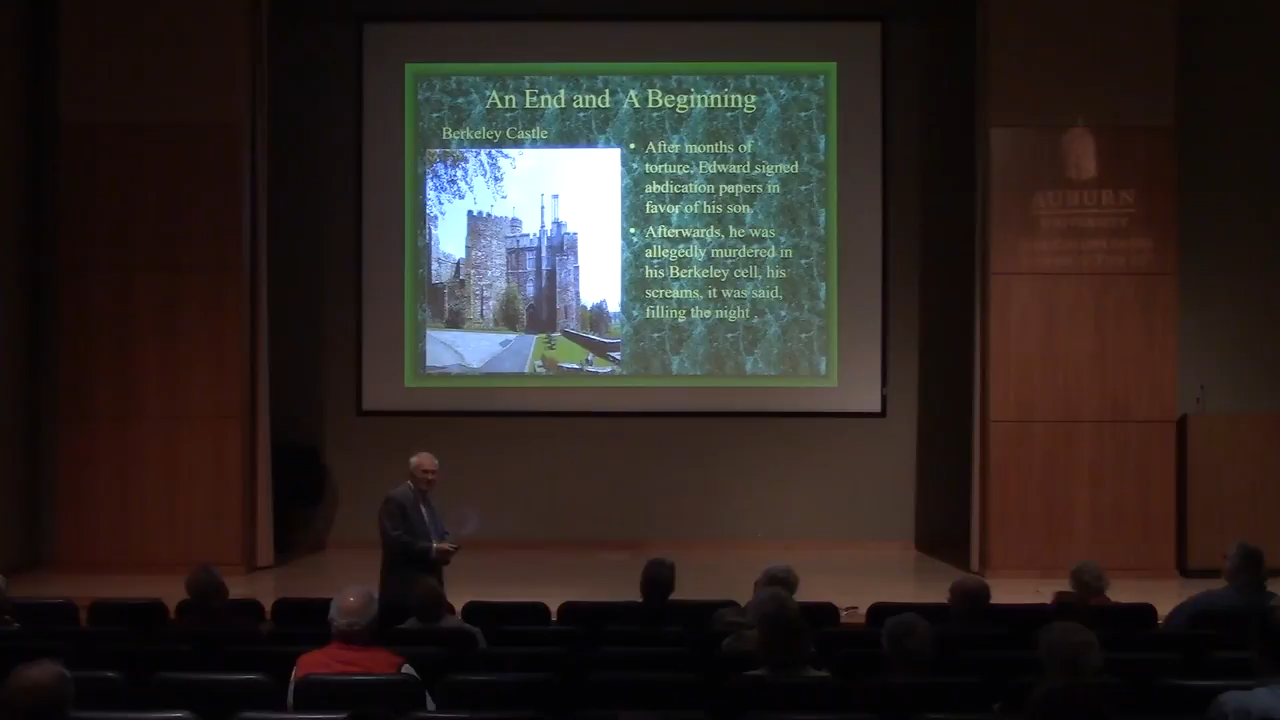 An End and A Beginning
Berkeley Castle
• After months of
torture, Edward signed
abdication papers in
favor of his son.
• Afterwards, he was
allegedly murdered in
his Berkeley cell, his
screams, it was said,
filling the night .
AUBURN
UNIVERSITY